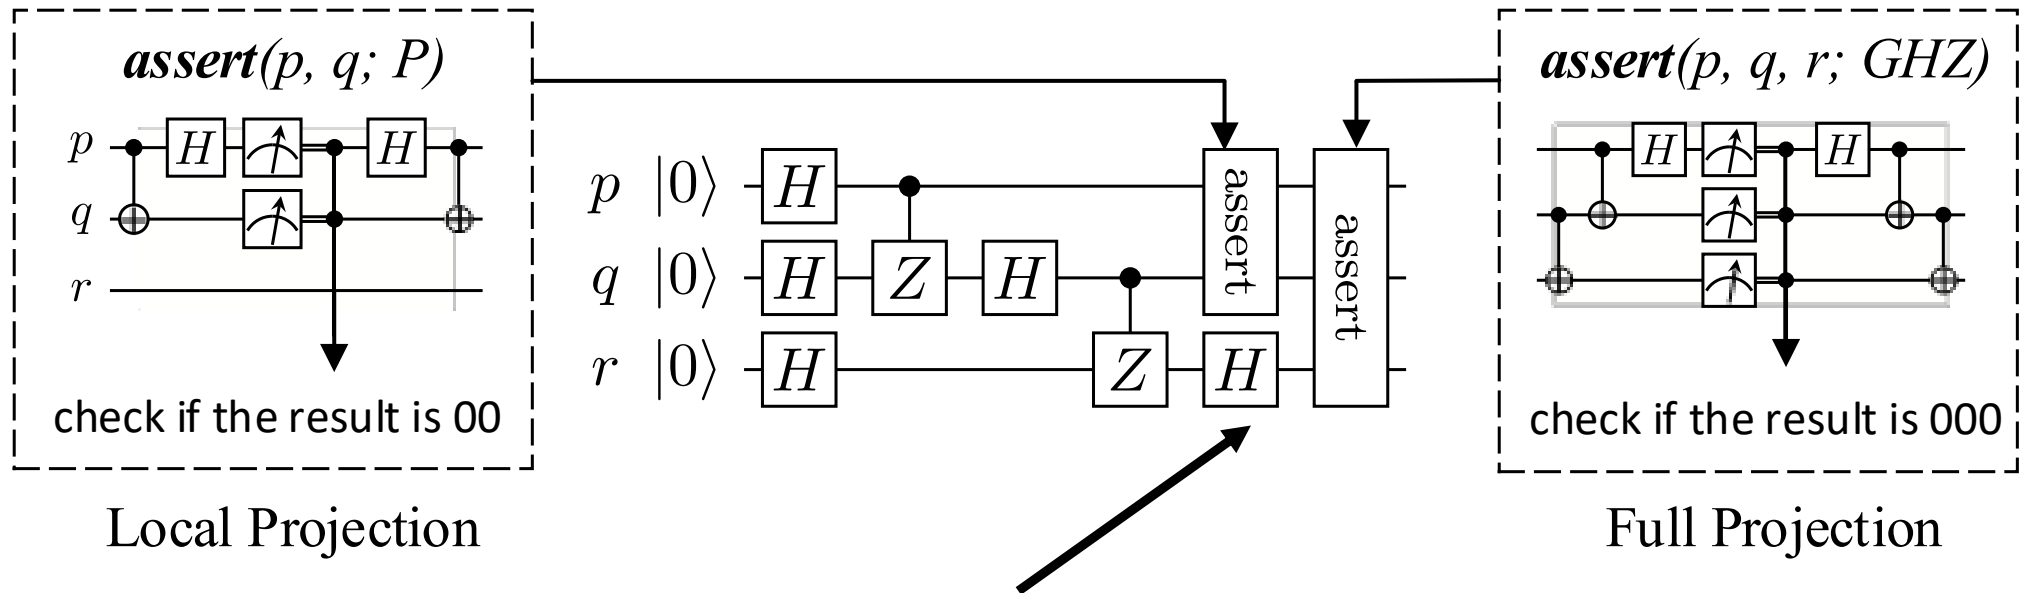 assert(p, q; P)
p H H
q
r
check if the result is 00
Local Projection
p |0⟩ H
q |0⟩ H Z H
r |0⟩ H Z H
assert
assert
assert(p, q, r; GHZ)
H H
check if the result is 000
Full Projection